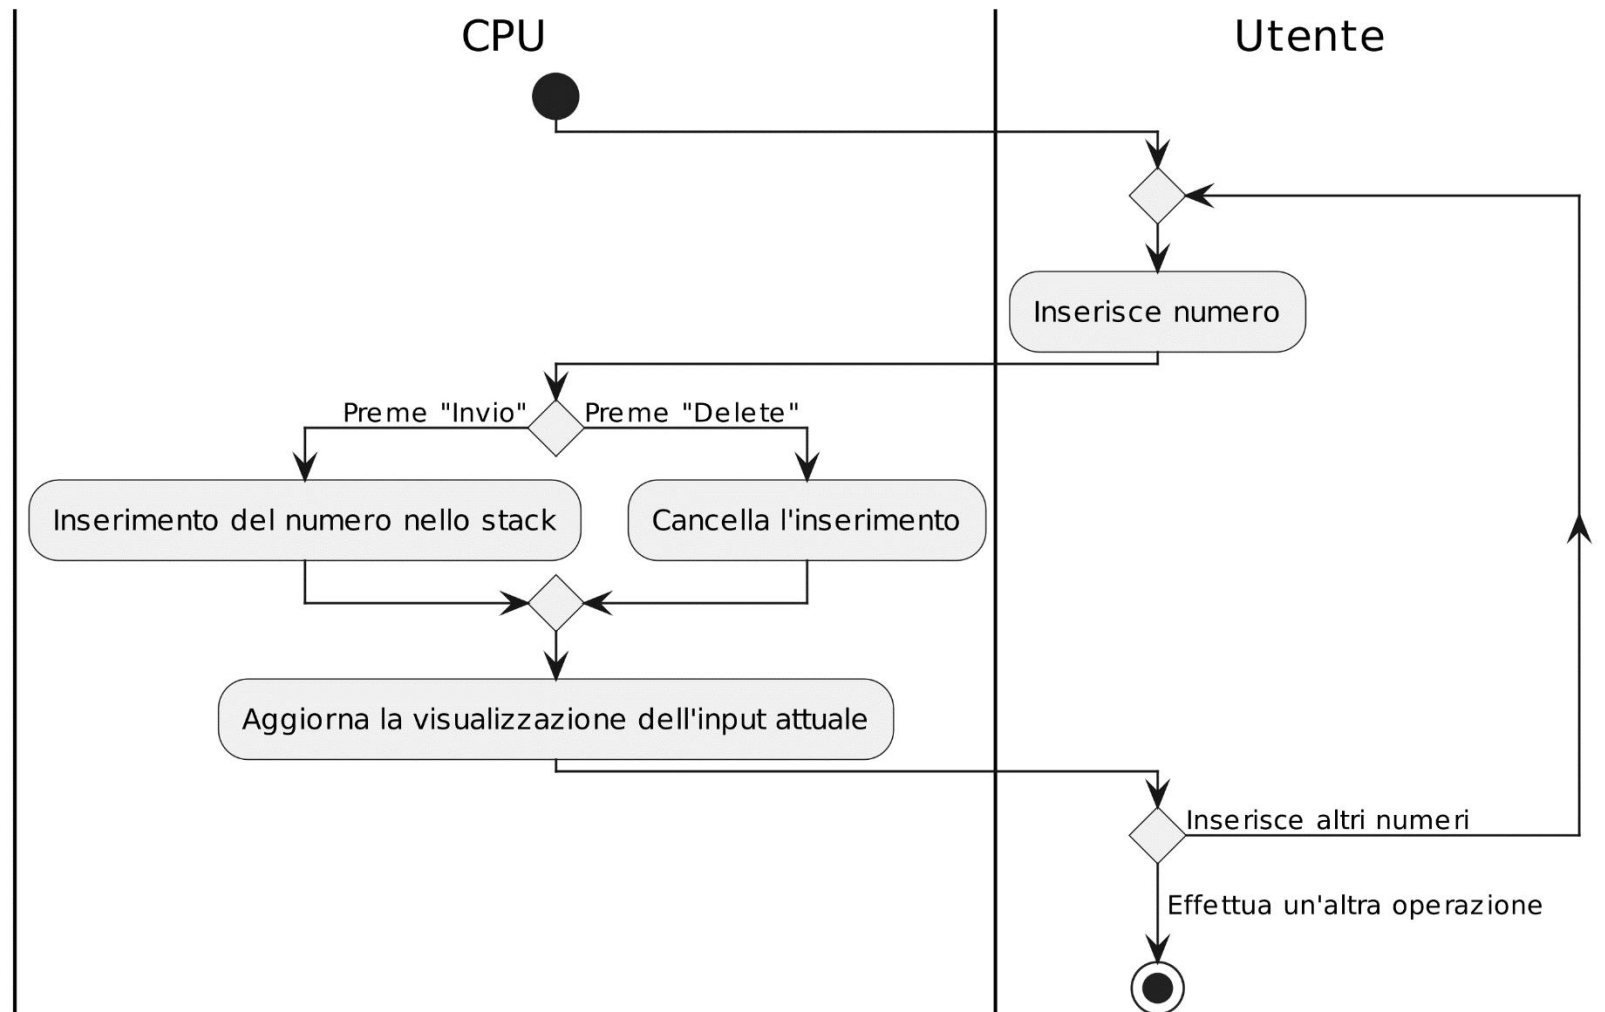 CPU
Utente
Inserisce numero
Preme "Invio"
Preme "Delete"
Inserimento del numero nello stack
Cancella l'inserimento
Aggiorna la visualizzazione dell'input attuale
Inserisce altri numeri
Effettua un'altra operazione